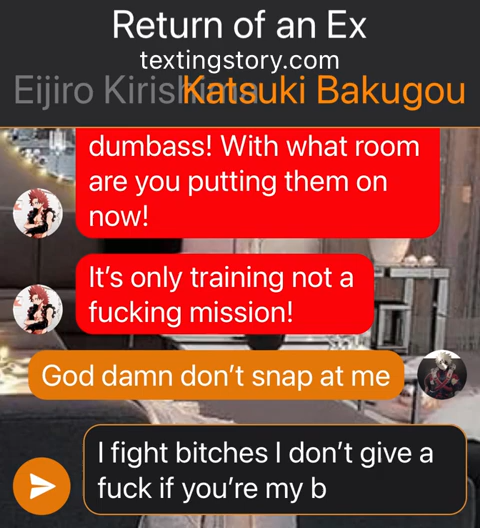 Return of an Ex
textingstory.com
Eijiro Kirishima Katsuki Bakugou
dumbass! With what room
are you putting them on
now!
It's only training not a
fucking mission!
God damn don't snap at me
I fight bitches I don't give a
fuck if you're my b